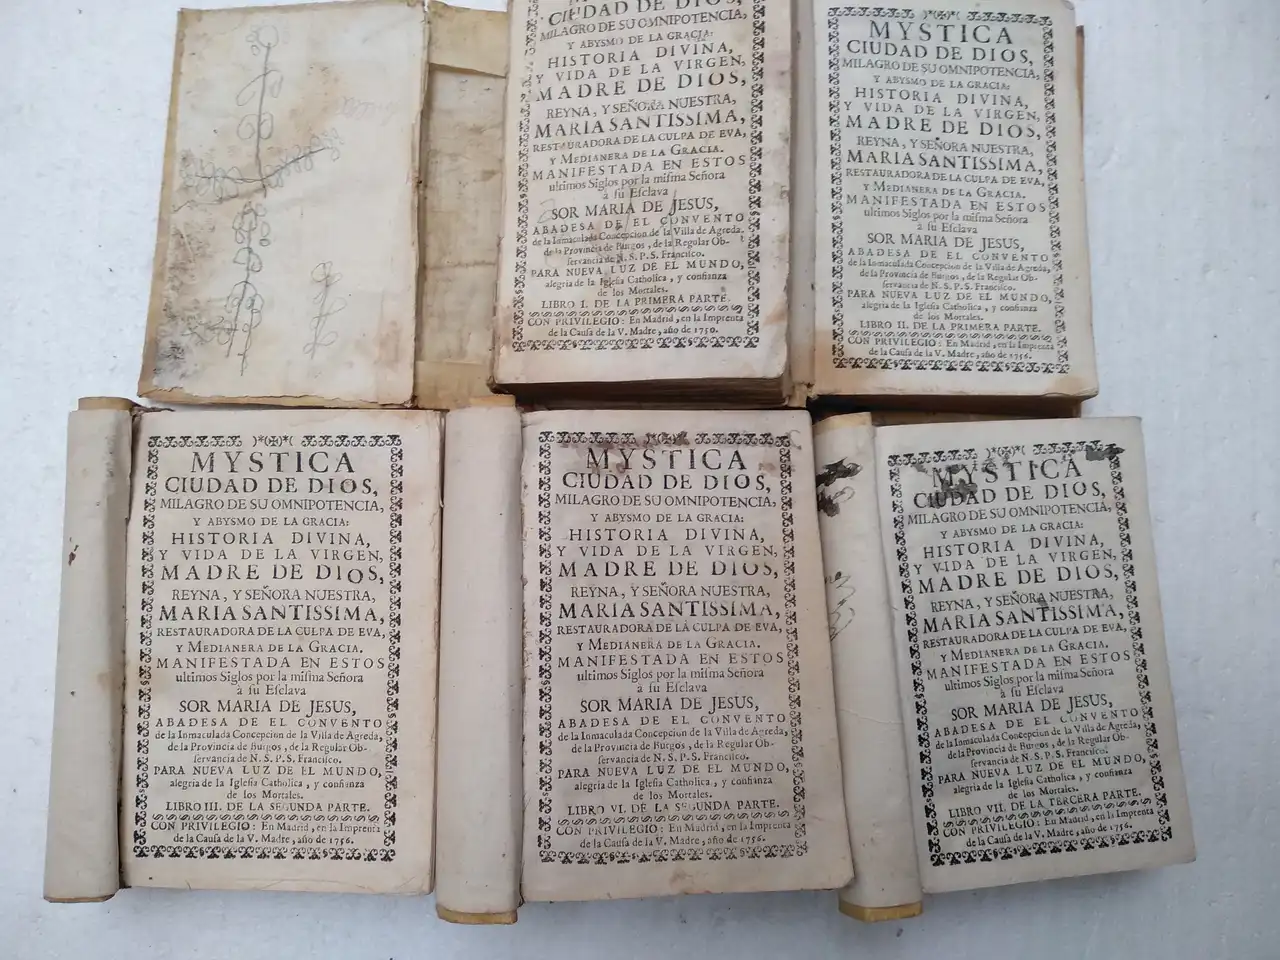 CIUDAD DE DIOS,
MILAGRO DE SU OMNIPOTENCIA,
Y ABYSMO DE LA GRACIA:
HISTORIA DIVINA,
Y VIDA DE LA VIRGEN,
MADRE DE DIOS,
REYNA, Y SEÑORA NUESTRA,
MARIA SANTISSIMA,
RESTAURADORA DE LA CULPA DE EVA,
Y MEDIANERA DE LA GRACIA.
MANIFESTADA EN ESTOS
ultimos Siglos por la misma Señora
à su Esclava
SOR MARIA DE JESUS,
ABADESA DE EL CONVENTO
de la Inmaculada Concepcion de la Villa de Agreda,
de la Provincia de Burgos, de la Regular Ob-
servancia de N. S. P. S. Francisco.
PARA NUEVA LUZ DE EL MUNDO,
alegria de la Iglesia Catholica, y confianza
de los Mortales.
LIBRO I. DE LA PRIMERA PARTE.
CON PRIVILEGIO: En Madrid, en la Imprenta
de la Causa de la V. Madre, año de 1750.
MYSTICA
CIUDAD DE DIOS,
MILAGRO DE SU OMNIPOTENCIA,
Y ABYSMO DE LA GRACIA:
HISTORIA DIVINA,
Y VIDA DE LA VIRGEN,
MADRE DE DIOS,
REYNA, Y SEÑORA NUESTRA,
MARIA SANTISSIMA,
RESTAURADORA DE LA CULPA DE EVA,
Y MEDIANERA DE LA GRACIA.
MANIFESTADA EN ESTOS
ultimos Siglos por la misma Señora
à su Esclava
SOR MARIA DE JESUS,
ABADESA DE EL CONVENTO
de la Inmaculada Concepcion de la Villa de Agreda,
de la Provincia de Burgos, de la Regular Ob-
servancia de N. S. P. S. Francisco.
PARA NUEVA LUZ DE EL MUNDO,
alegria de la Iglesia Catholica, y confianza
de los Mortales.
LIBRO II. DE LA PRIMERA PARTE.
CON PRIVILEGIO: En Madrid, en la Imprenta
de la Causa de la V. Madre, año de 1756.
MYSTICA
CIUDAD DE DIOS,
MILAGRO DE SU OMNIPOTENCIA,
Y ABYSMO DE LA GRACIA:
HISTORIA DIVINA,
Y VIDA DE LA VIRGEN,
MADRE DE DIOS,
REYNA, Y SEÑORA NUESTRA,
MARIA SANTISSIMA,
RESTAURADORA DE LA CULPA DE EVA,
Y MEDIANERA DE LA GRACIA.
MANIFESTADA EN ESTOS
ultimos Siglos por la misma Señora
à su Esclava
SOR MARIA DE JESUS,
ABADESA DE EL CONVENTO
de la Inmaculada Concepcion de la Villa de Agreda,
de la Provincia de Burgos, de la Regular Ob-
servancia de N. S. P. S. Francisco.
PARA NUEVA LUZ DE EL MUNDO,
alegria de la Iglesia Catholica, y confianza
de los Mortales.
LIBRO III. DE LA SEGUNDA PARTE.
CON PRIVILEGIO: En Madrid, en la Imprenta
de la Causa de la V. Madre, año de 1756.
MYSTICA
CIUDAD DE DIOS,
MILAGRO DE SU OMNIPOTENCIA,
Y ABYSMO DE LA GRACIA:
HISTORIA DIVINA,
Y VIDA DE LA VIRGEN,
MADRE DE DIOS,
REYNA, Y SEÑORA NUESTRA,
MARIA SANTISSIMA,
RESTAURADORA DE LA CULPA DE EVA,
Y MEDIANERA DE LA GRACIA.
MANIFESTADA EN ESTOS
ultimos Siglos por la misma Señora
à su Esclava
SOR MARIA DE JESUS,
ABADESA DE EL CONVENTO
de la Inmaculada Concepcion de la Villa de Agreda,
de la Provincia de Burgos, de la Regular Ob-
servancia de N. S. P. S. Francisco.
PARA NUEVA LUZ DE EL MUNDO,
alegria de la Iglesia Catholica, y confianza
de los Mortales.
LIBRO VI. DE LA SEGUNDA PARTE.
CON PRIVILEGIO: En Madrid, en la Imprenta
de la Causa de la V. Madre, año de 1756.
MYSTICA
CIUDAD DE DIOS,
MILAGRO DE SU OMNIPOTENCIA,
Y ABYSMO DE LA GRACIA:
HISTORIA DIVINA,
Y VIDA DE LA VIRGEN,
MADRE DE DIOS,
REYNA, Y SEÑORA NUESTRA,
MARIA SANTISSIMA,
RESTAURADORA DE LA CULPA DE EVA,
Y MEDIANERA DE LA GRACIA.
MANIFESTADA EN ESTOS
ultimos Siglos por la misma Señora
à su Esclava
SOR MARIA DE JESUS,
ABADESA DE EL CONVENTO
de la Inmaculada Concepcion de la Villa de Agreda,
de la Provincia de Burgos, de la Regular Ob-
servancia de N. S. P. S. Francisco.
PARA NUEVA LUZ DE EL MUNDO,
alegria de la Iglesia Catholica, y confianza
de los Mortales.
LIBRO VII. DE LA TERCERA PARTE.
CON PRIVILEGIO: En Madrid, en la Imprenta
de la Causa de la V. Madre, año de 1756.